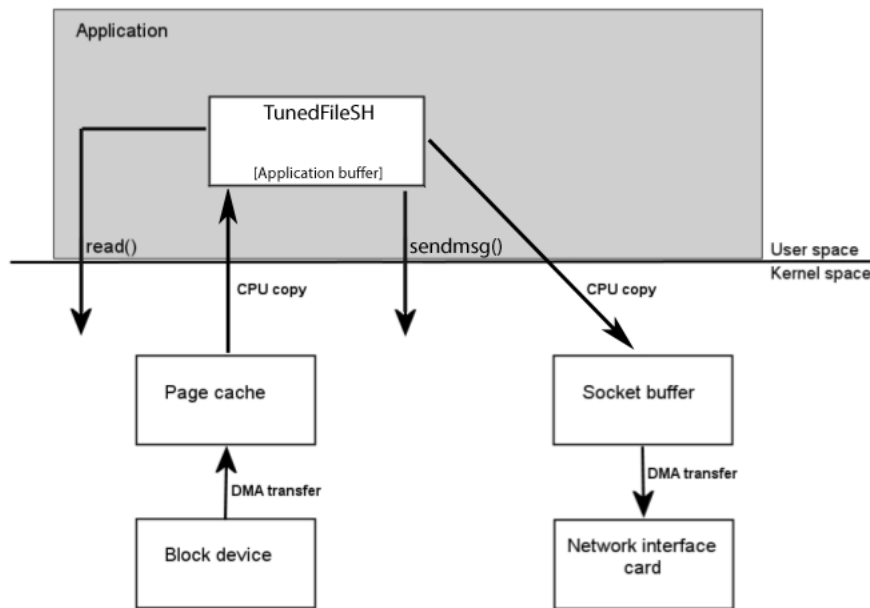 Application
TunedFileSH
[Application buffer]
read()
sendmsg()
User space
Kernel space
CPU copy
CPU copy
Page cache
Socket buffer
DMA transfer
DMA transfer
Block device
Network interface
card